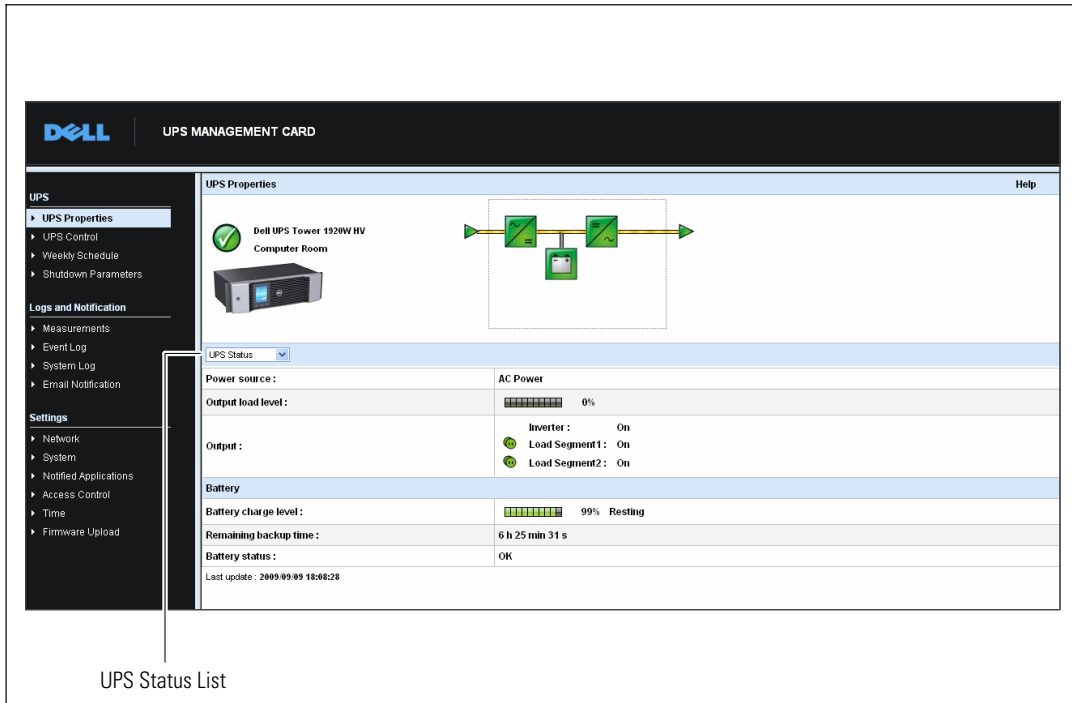 DELL
UPS MANAGEMENT CARD
UPS
UPS Properties
UPS Control
Weekly Schedule
Shutdown Parameters
Logs and Notification
Measurements
Event Log
System Log
Email Notification
Settings
Network
System
Notified Applications
Access Control
Time
Firmware Upload
UPS Properties Help
Dell UPS Tower 1920W HV
Computer Room
UPS Status
Power source : AC Power
Output load level : 0%
Output :
Inverter : On
Load Segment1 : On
Load Segment2 : On
Battery
Battery charge level : 99% Resting
Remaining backup time : 6 h 25 min 31 s
Battery status : OK
Last update : 2009/09/09 18:08:28
UPS Status List